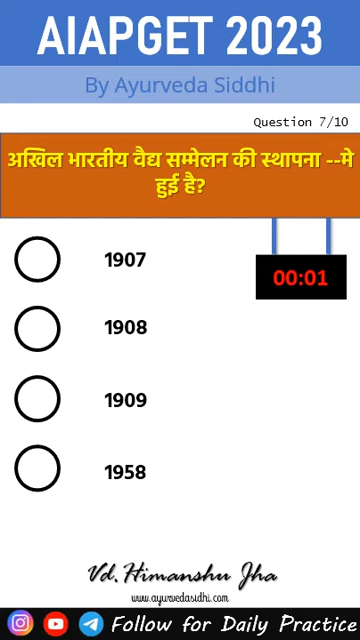 AIAPGET 2023
By Ayurveda Siddhi
Question 7/10
अखिल भारतीय वैद्य सम्मेलन की स्थापना --मे
हुई है?
1907
00:01
1908
1909
1958
Vd. Himanshu Jha
www.ayurvedasiddhi.com
Follow for Daily Practice